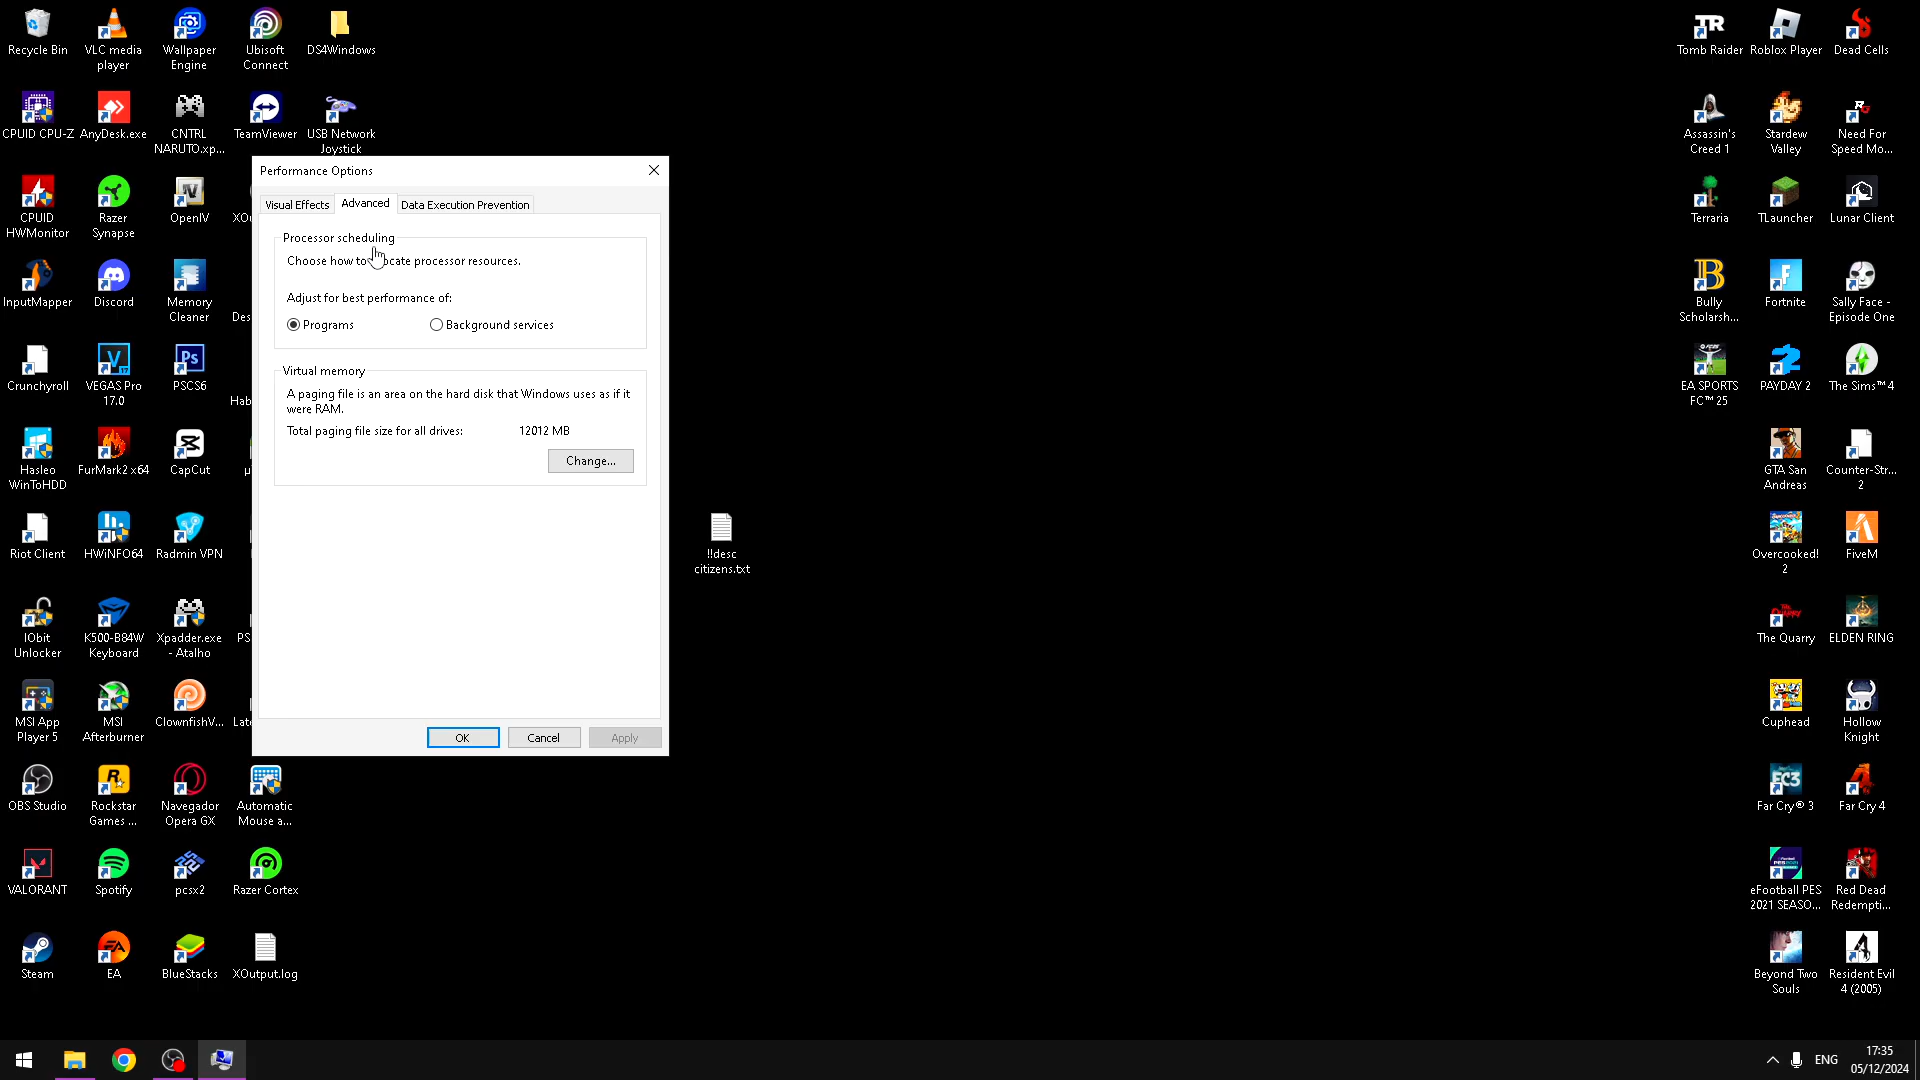 Recycle Bin
VLC media
player
Wallpaper
Engine
Ubisoft
Connect
DS4Windows
CPUID CPU-Z
AnyDesk.exe
CNTRL
NARUTO.xp...
TeamViewer
USB Network
Joystick
CPUID
HWMonitor
Razer
Synapse
OpenIV
XOu
InputMapper
Discord
Memory
Cleaner
Des
Crunchyroll
VEGAS Pro
17.0
PSCS6
Hab
Hasleo
WinToHDD
FurMark2 x64
CapCut
µ
Riot Client
HWiNFO64
Radmin VPN
IObit
Unlocker
K500-B84W
Keyboard
Xpadder.exe
- Atalho
PS
MSI App
Player 5
MSI
Afterburner
ClownfishV...
Late
OBS Studio
Rockstar
Games ...
Navegador
Opera GX
Automatic
Mouse a...
VALORANT
Spotify
pcsx2
Razer Cortex
Steam
EA
BlueStacks
XOutput.log
Performance Options
Visual Effects
Advanced
Data Execution Prevention
Processor scheduling
Choose how to ocate processor resources.
Adjust for best performance of:
Programs
Background services
Virtual memory
A paging file is an area on the hard disk that Windows uses as if it
were RAM.
Total paging file size for all drives: 12012 MB
Change...
OK
Cancel
Apply
!!desc
citizens.txt
Tomb Raider
Roblox Player
Dead Cells
Assassin's
Creed 1
Stardew
Valley
Need For
Speed Mo...
Terraria
TLauncher
Lunar Client
Bully
Scholarsh...
Fortnite
Sally Face -
Episode One
EA SPORTS
FC™ 25
PAYDAY 2
The Sims™ 4
GTA San
Andreas
Counter-Str...
2
Overcooked!
2
FiveM
The Quarry
ELDEN RING
Cuphead
Hollow
Knight
Far Cry® 3
Far Cry 4
eFootball PES
2021 SEASO...
Red Dead
Redempti...
Beyond Two
Souls
Resident Evil
4 (2005)
ENG
17:35
05/12/2024